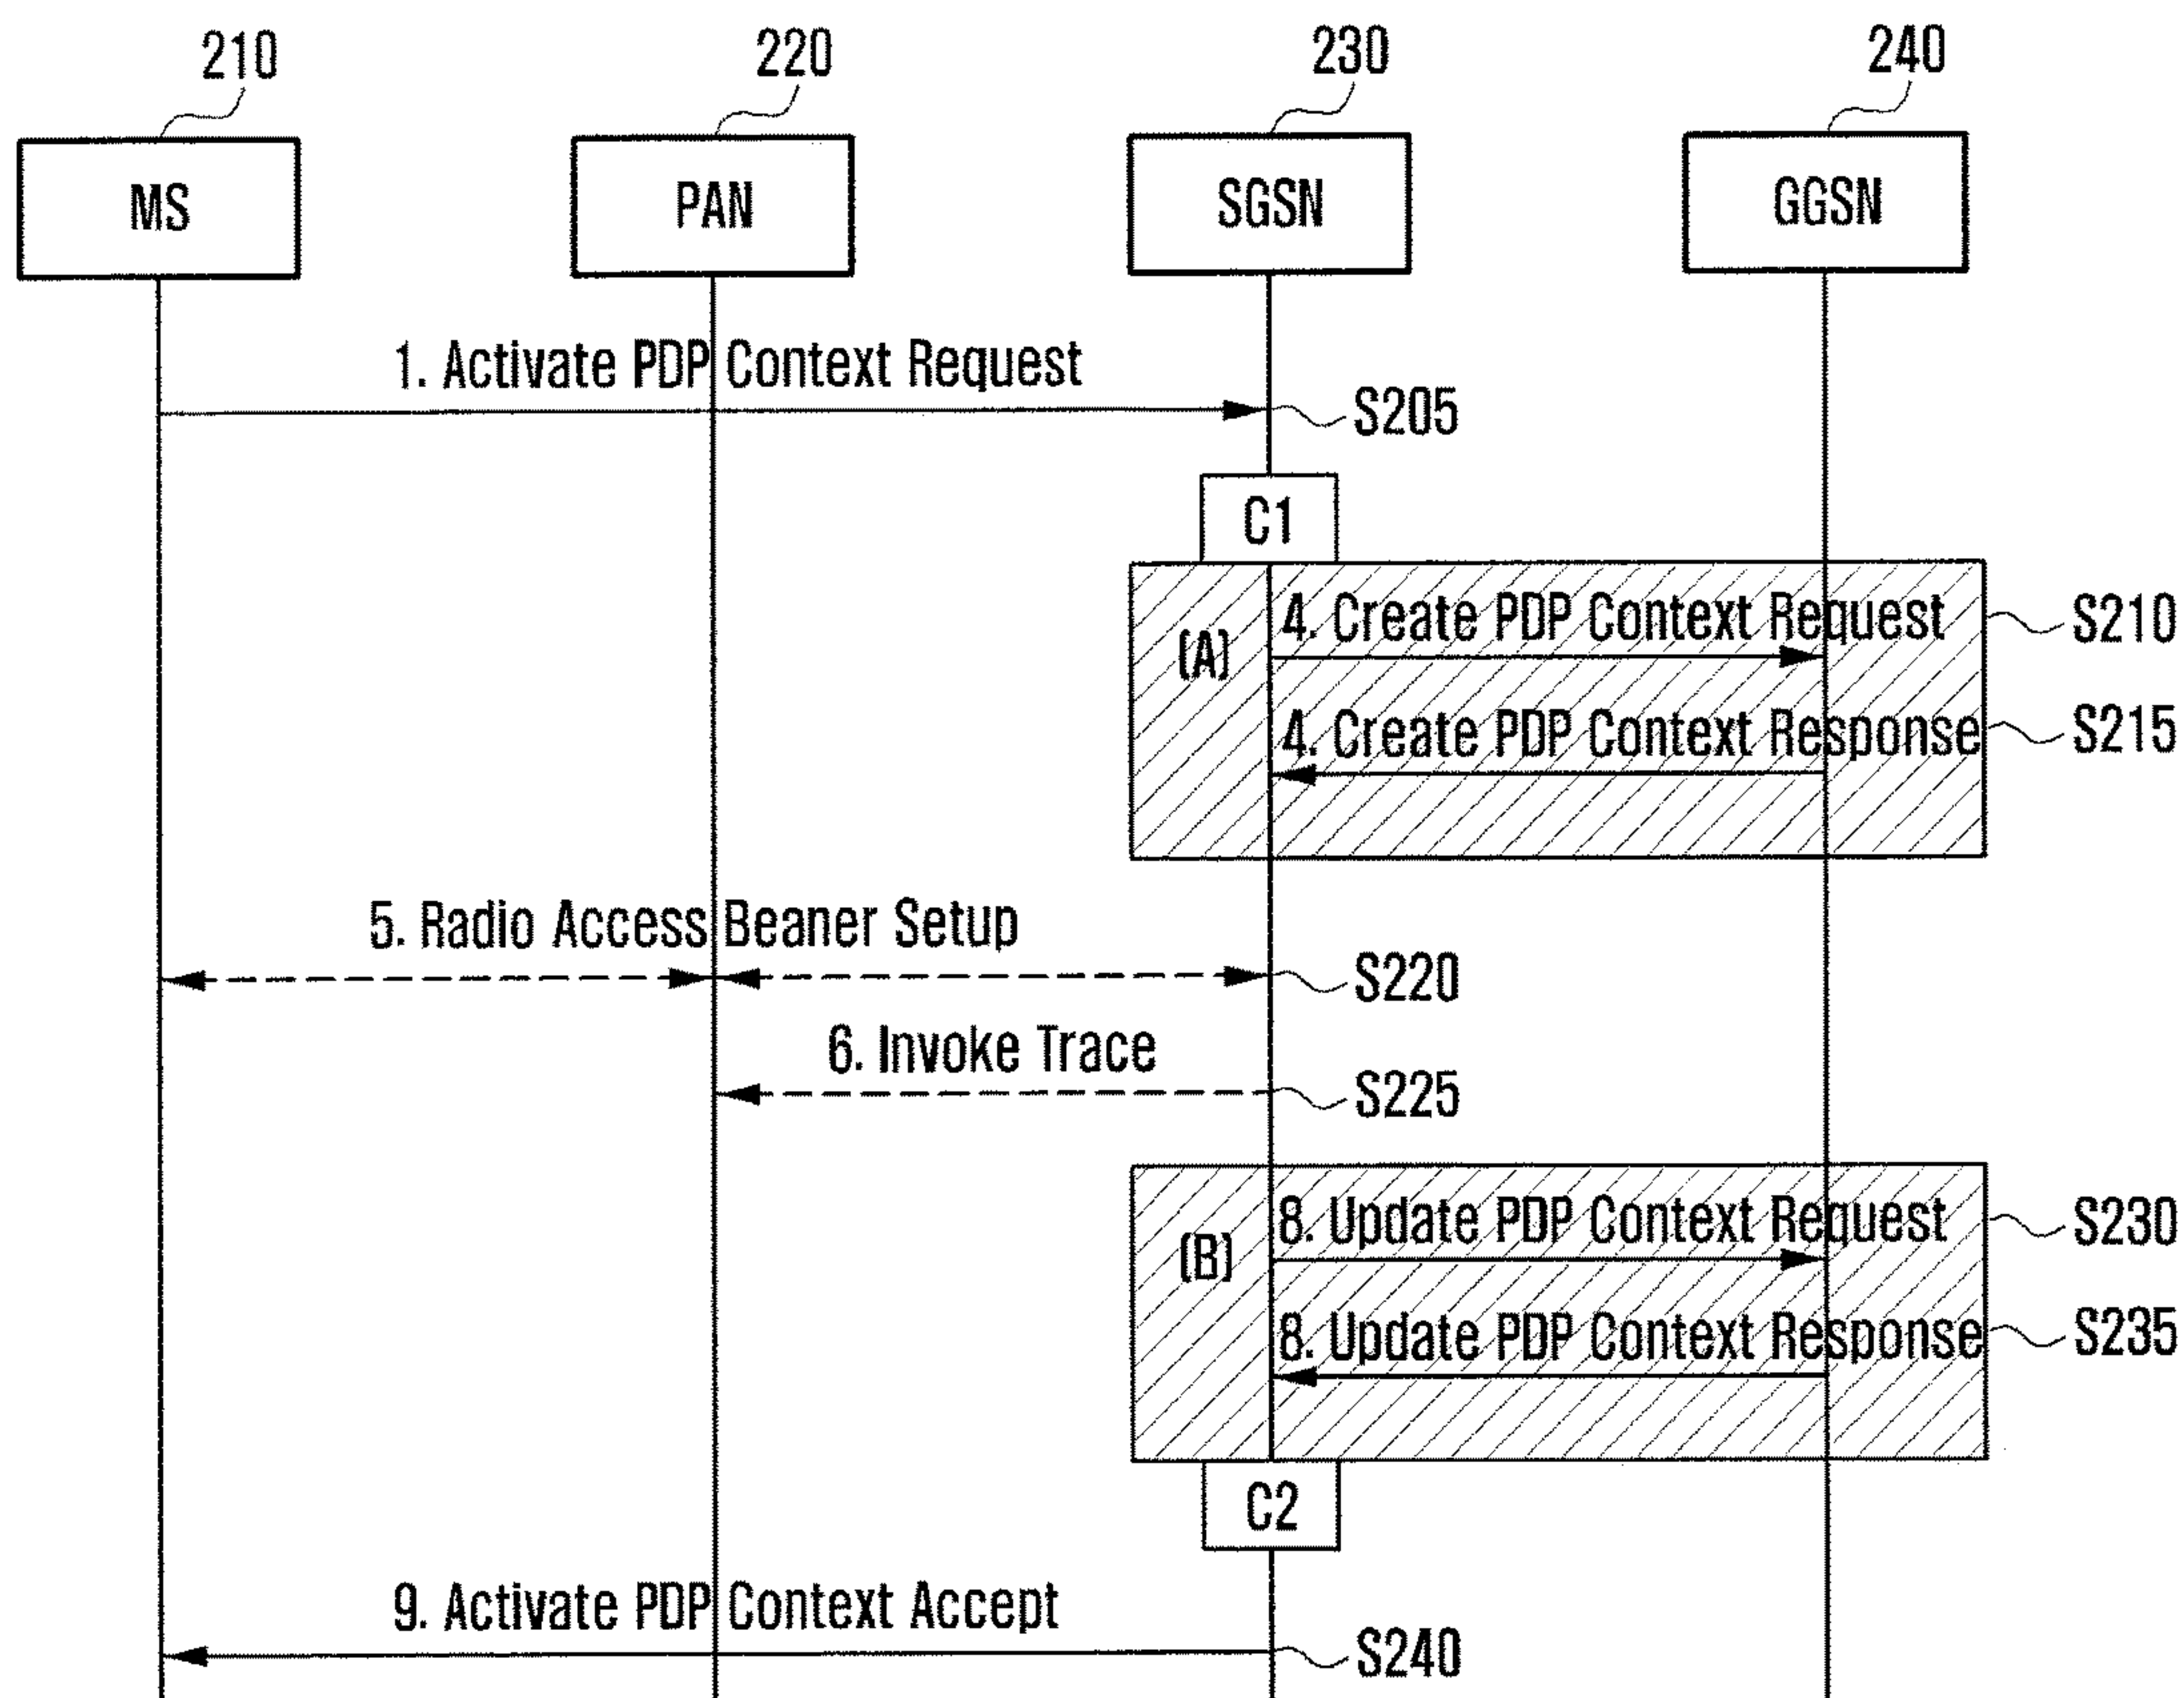 210
220
230
240
MS
PAN
SGSN
GGSN
1. Activate PDP Context Request
S205
C1
(A)
4. Create PDP Context Request
S210
4. Create PDP Context Response
S215
5. Radio Access Beaner Setup
S220
6. Invoke Trace
S225
(B)
8. Update PDP Context Request
S230
8. Update PDP Context Response
S235
C2
9. Activate PDP Context Accept
S240